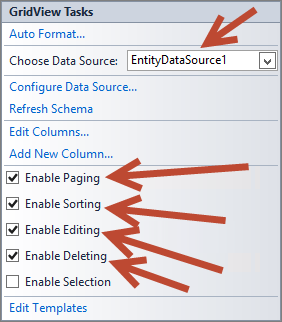 GridView Tasks
Auto Format...
Choose Data Source: EntityDataSource1
Configure Data Source...
Refresh Schema
Edit Columns...
Add New Column...
Enable Paging
Enable Sorting
Enable Editing
Enable Deleting
Enable Selection
Edit Templates